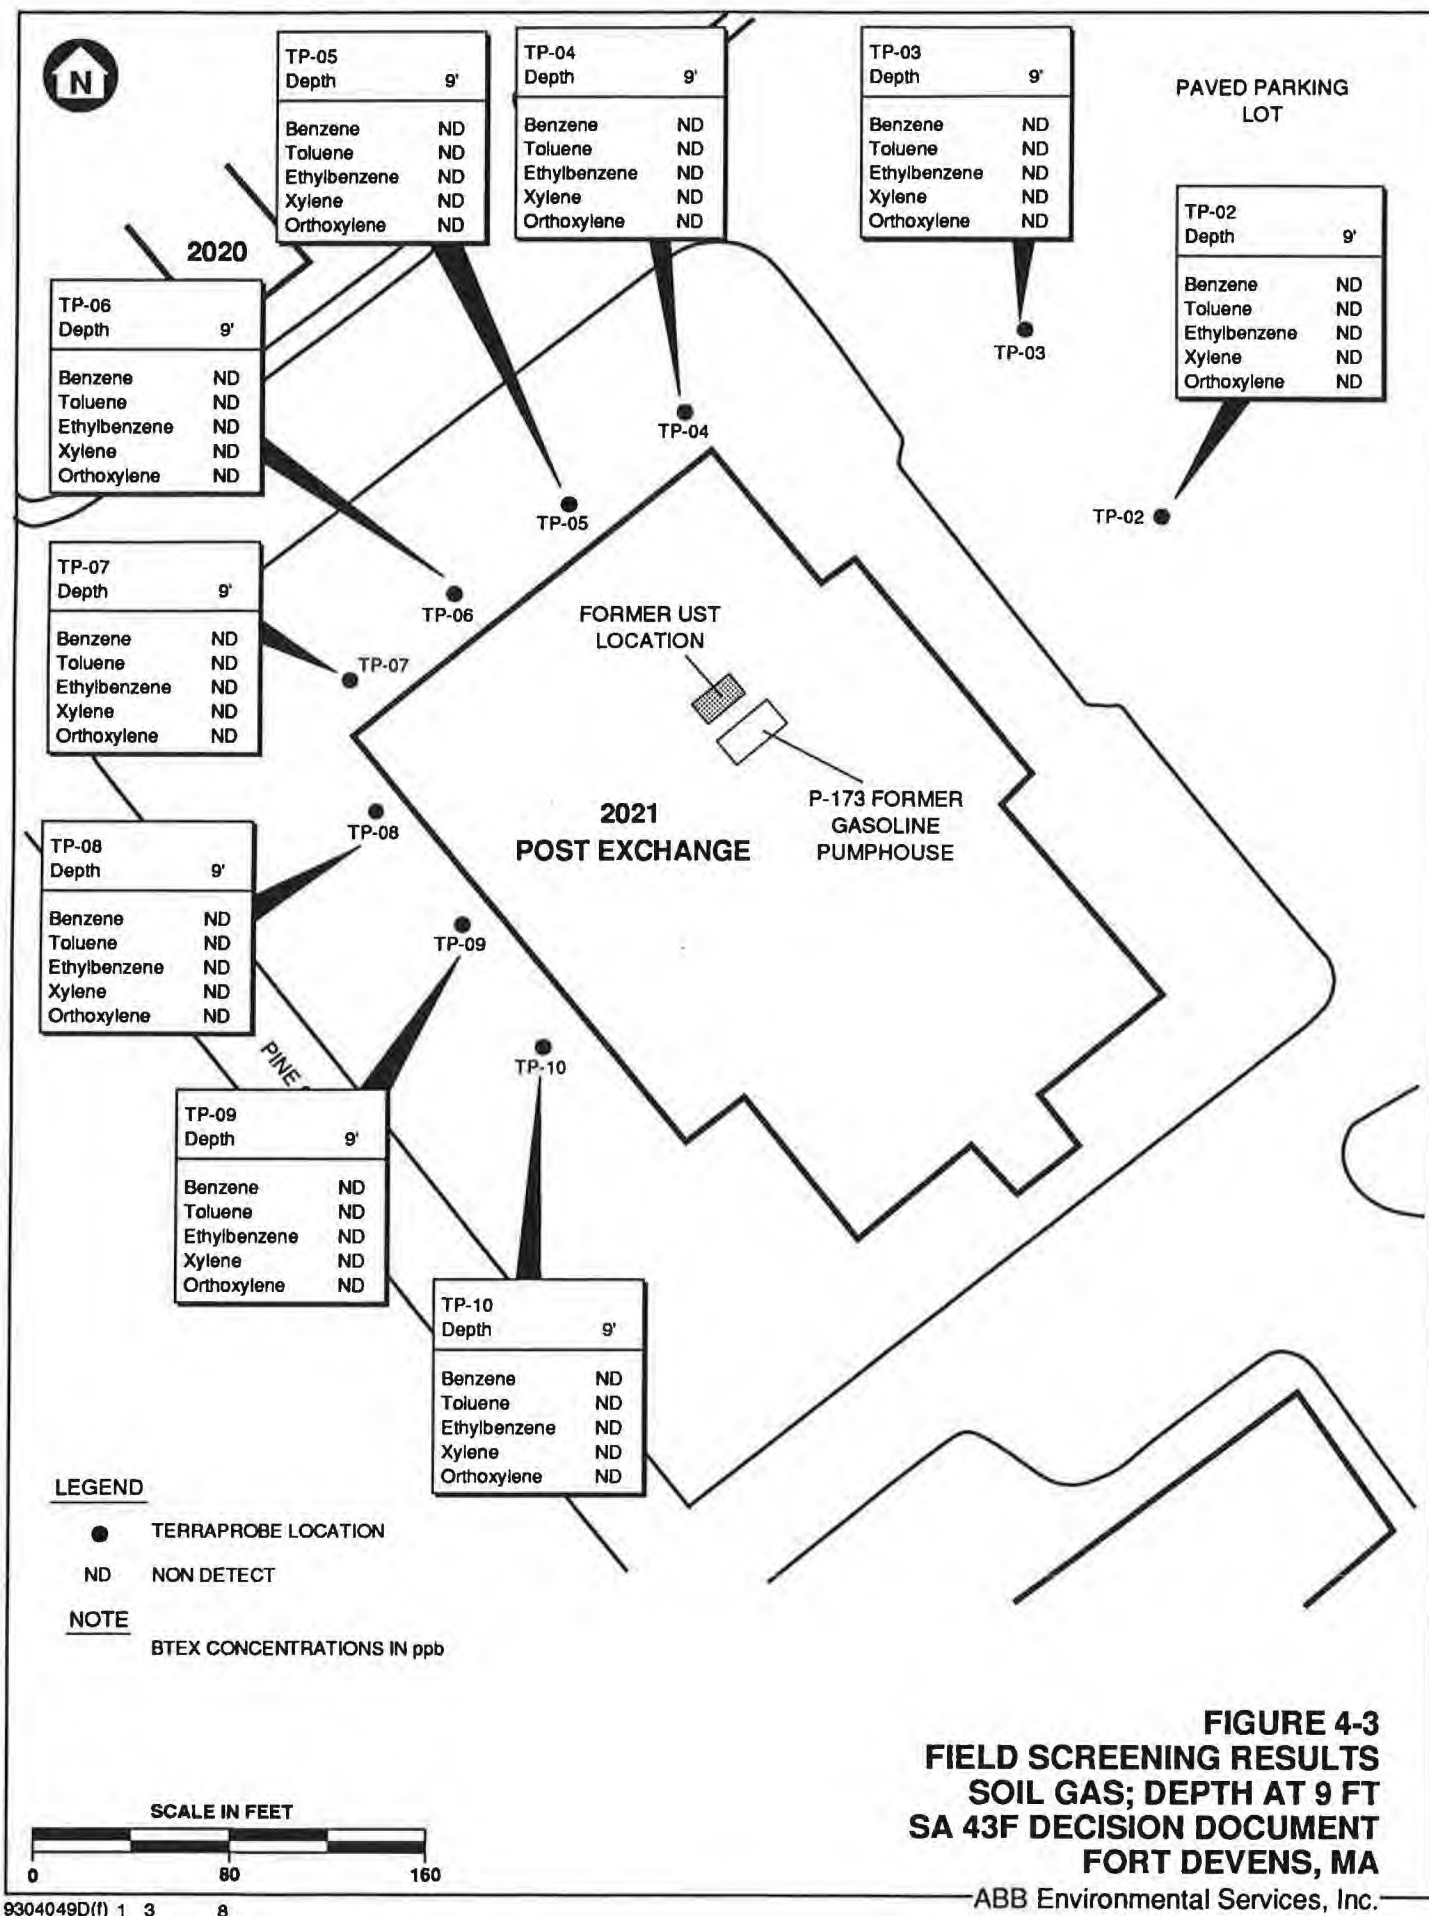 N
TP-05
Depth 9'
Benzene ND
Toluene ND
Ethylbenzene ND
Xylene ND
Orthoxylene ND
TP-04
Depth 9'
Benzene ND
Toluene ND
Ethylbenzene ND
Xylene ND
Orthoxylene ND
TP-03
Depth 9'
Benzene ND
Toluene ND
Ethylbenzene ND
Xylene ND
Orthoxylene ND
PAVED PARKING
LOT
TP-02
Depth 9'
Benzene ND
Toluene ND
Ethylbenzene ND
Xylene ND
Orthoxylene ND
2020
TP-06
Depth 9'
Benzene ND
Toluene ND
Ethylbenzene ND
Xylene ND
Orthoxylene ND
TP-03
TP-04
TP-05
TP-02
TP-07
Depth 9'
Benzene ND
Toluene ND
Ethylbenzene ND
Xylene ND
Orthoxylene ND
TP-06
TP-07
FORMER UST
LOCATION
P-173 FORMER
GASOLINE
PUMPHOUSE
2021
POST EXCHANGE
TP-08
TP-08
Depth 9'
Benzene ND
Toluene ND
Ethylbenzene ND
Xylene ND
Orthoxylene ND
TP-09
TP-10
PINE
TP-09
Depth 9'
Benzene ND
Toluene ND
Ethylbenzene ND
Xylene ND
Orthoxylene ND
TP-10
Depth 9'
Benzene ND
Toluene ND
Ethylbenzene ND
Xylene ND
Orthoxylene ND
LEGEND
TERRAPROBE LOCATION
ND NON DETECT
NOTE
BTEX CONCENTRATIONS IN ppb
SCALE IN FEET
0 80 160
FIGURE 4-3
FIELD SCREENING RESULTS
SOIL GAS; DEPTH AT 9 FT
SA 43F DECISION DOCUMENT
FORT DEVENS, MA
ABB Environmental Services, Inc.
9304049D(f) 1 3 8